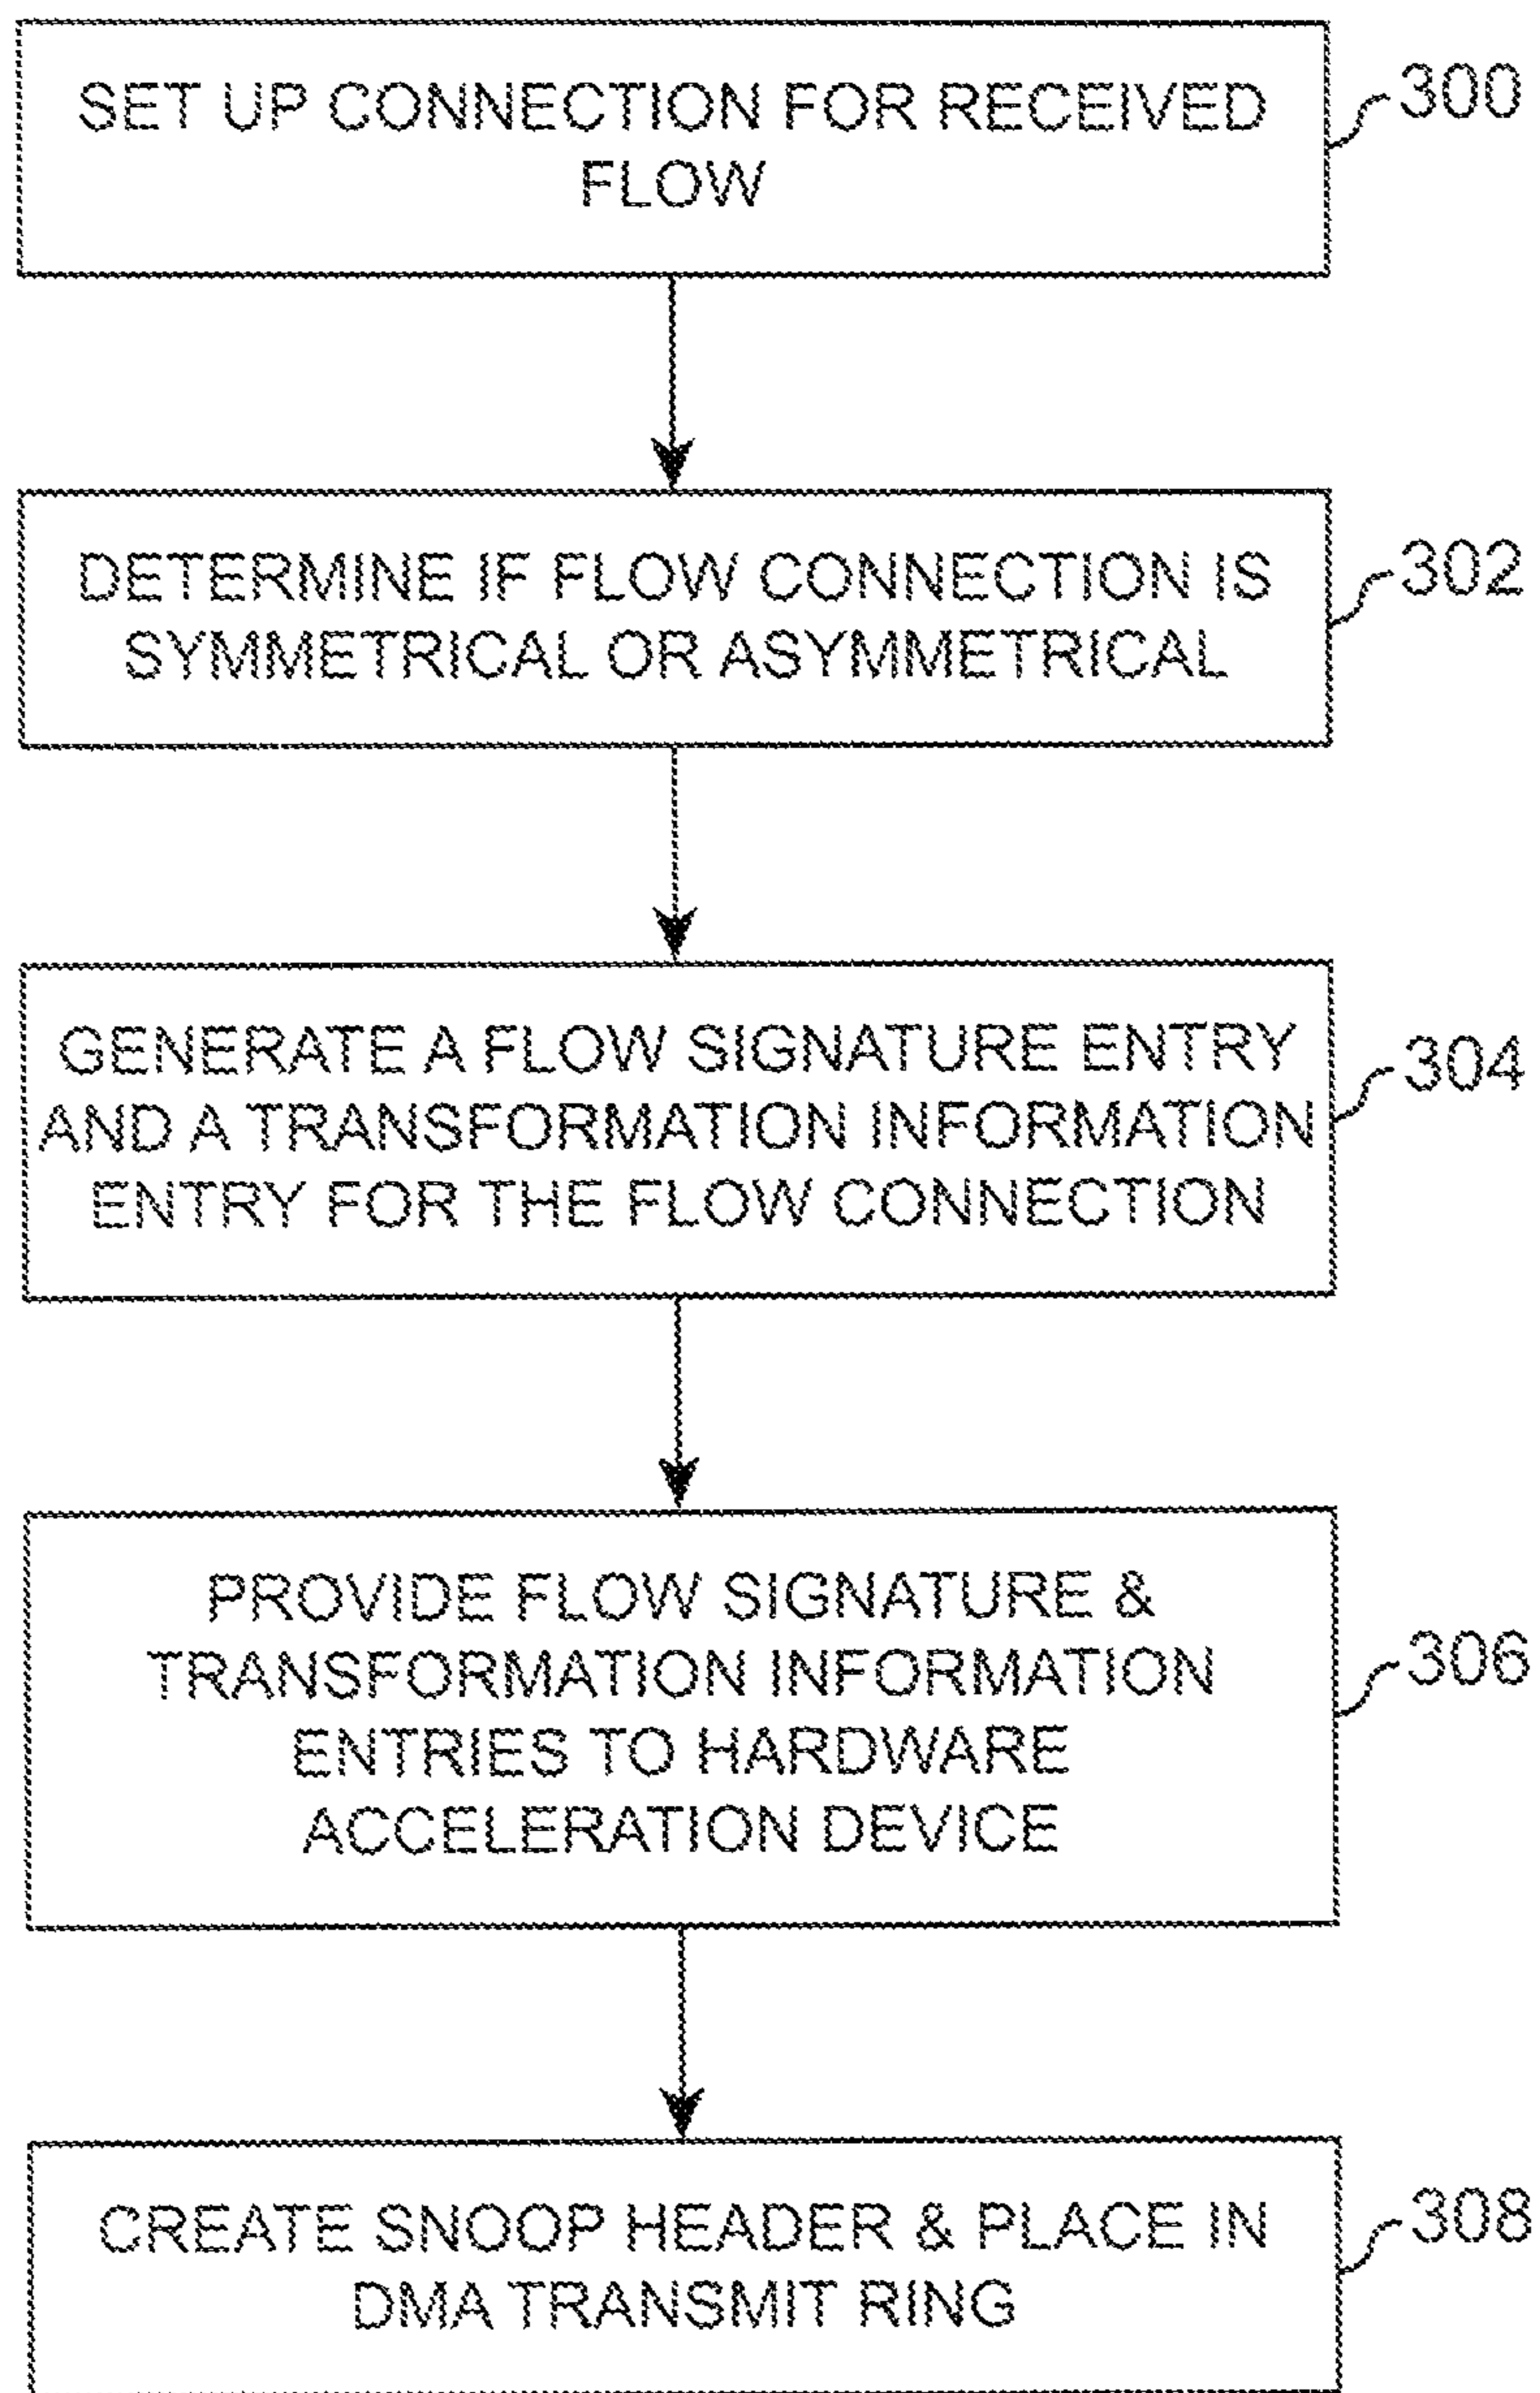 SET UP CONNECTION FOR RECEIVED
FLOW
300
DETERMINE IF FLOW CONNECTION IS
SYMMETRICAL OR ASYMMETRICAL
302
GENERATE A FLOW SIGNATURE ENTRY
AND A TRANSFORMATION INFORMATION
ENTRY FOR THE FLOW CONNECTION
304
PROVIDE FLOW SIGNATURE &
TRANSFORMATION INFORMATION
ENTRIES TO HARDWARE
ACCELERATION DEVICE
306
CREATE SNOOP HEADER & PLACE IN
DMA TRANSMIT RING
308